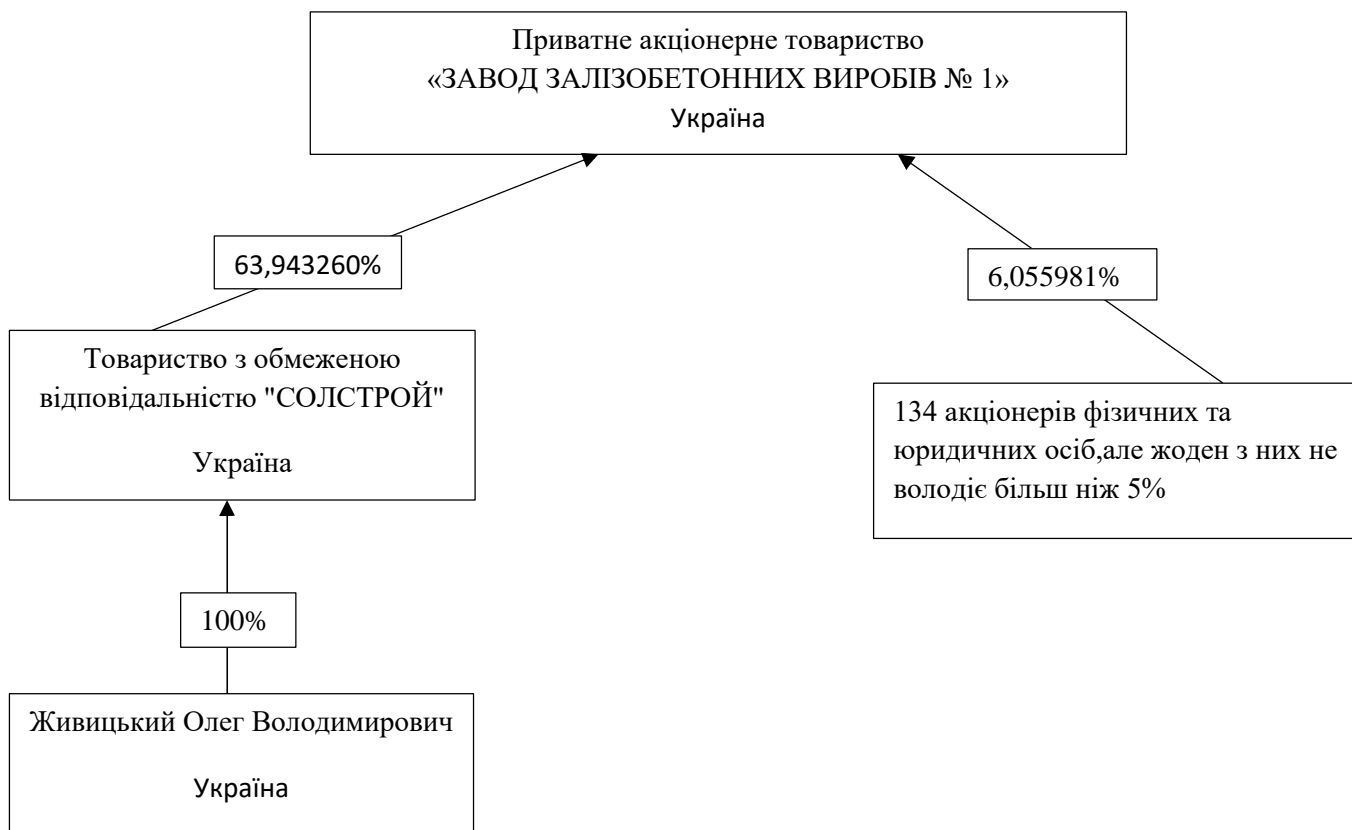 Приватне акціонерне товариство
«ЗАВОД ЗАЛІЗОБЕТОННИХ ВИРОБІВ № 1»
Україна
63,943260%
6,055981%
Товариство з обмеженою
відповідальністю "СОЛСТРОЙ"
Україна
134 акціонерів фізичних та
юридичних осіб,але жоден з них не
володіє більш ніж 5%
100%
Живицький Олег Володимирович
Україна